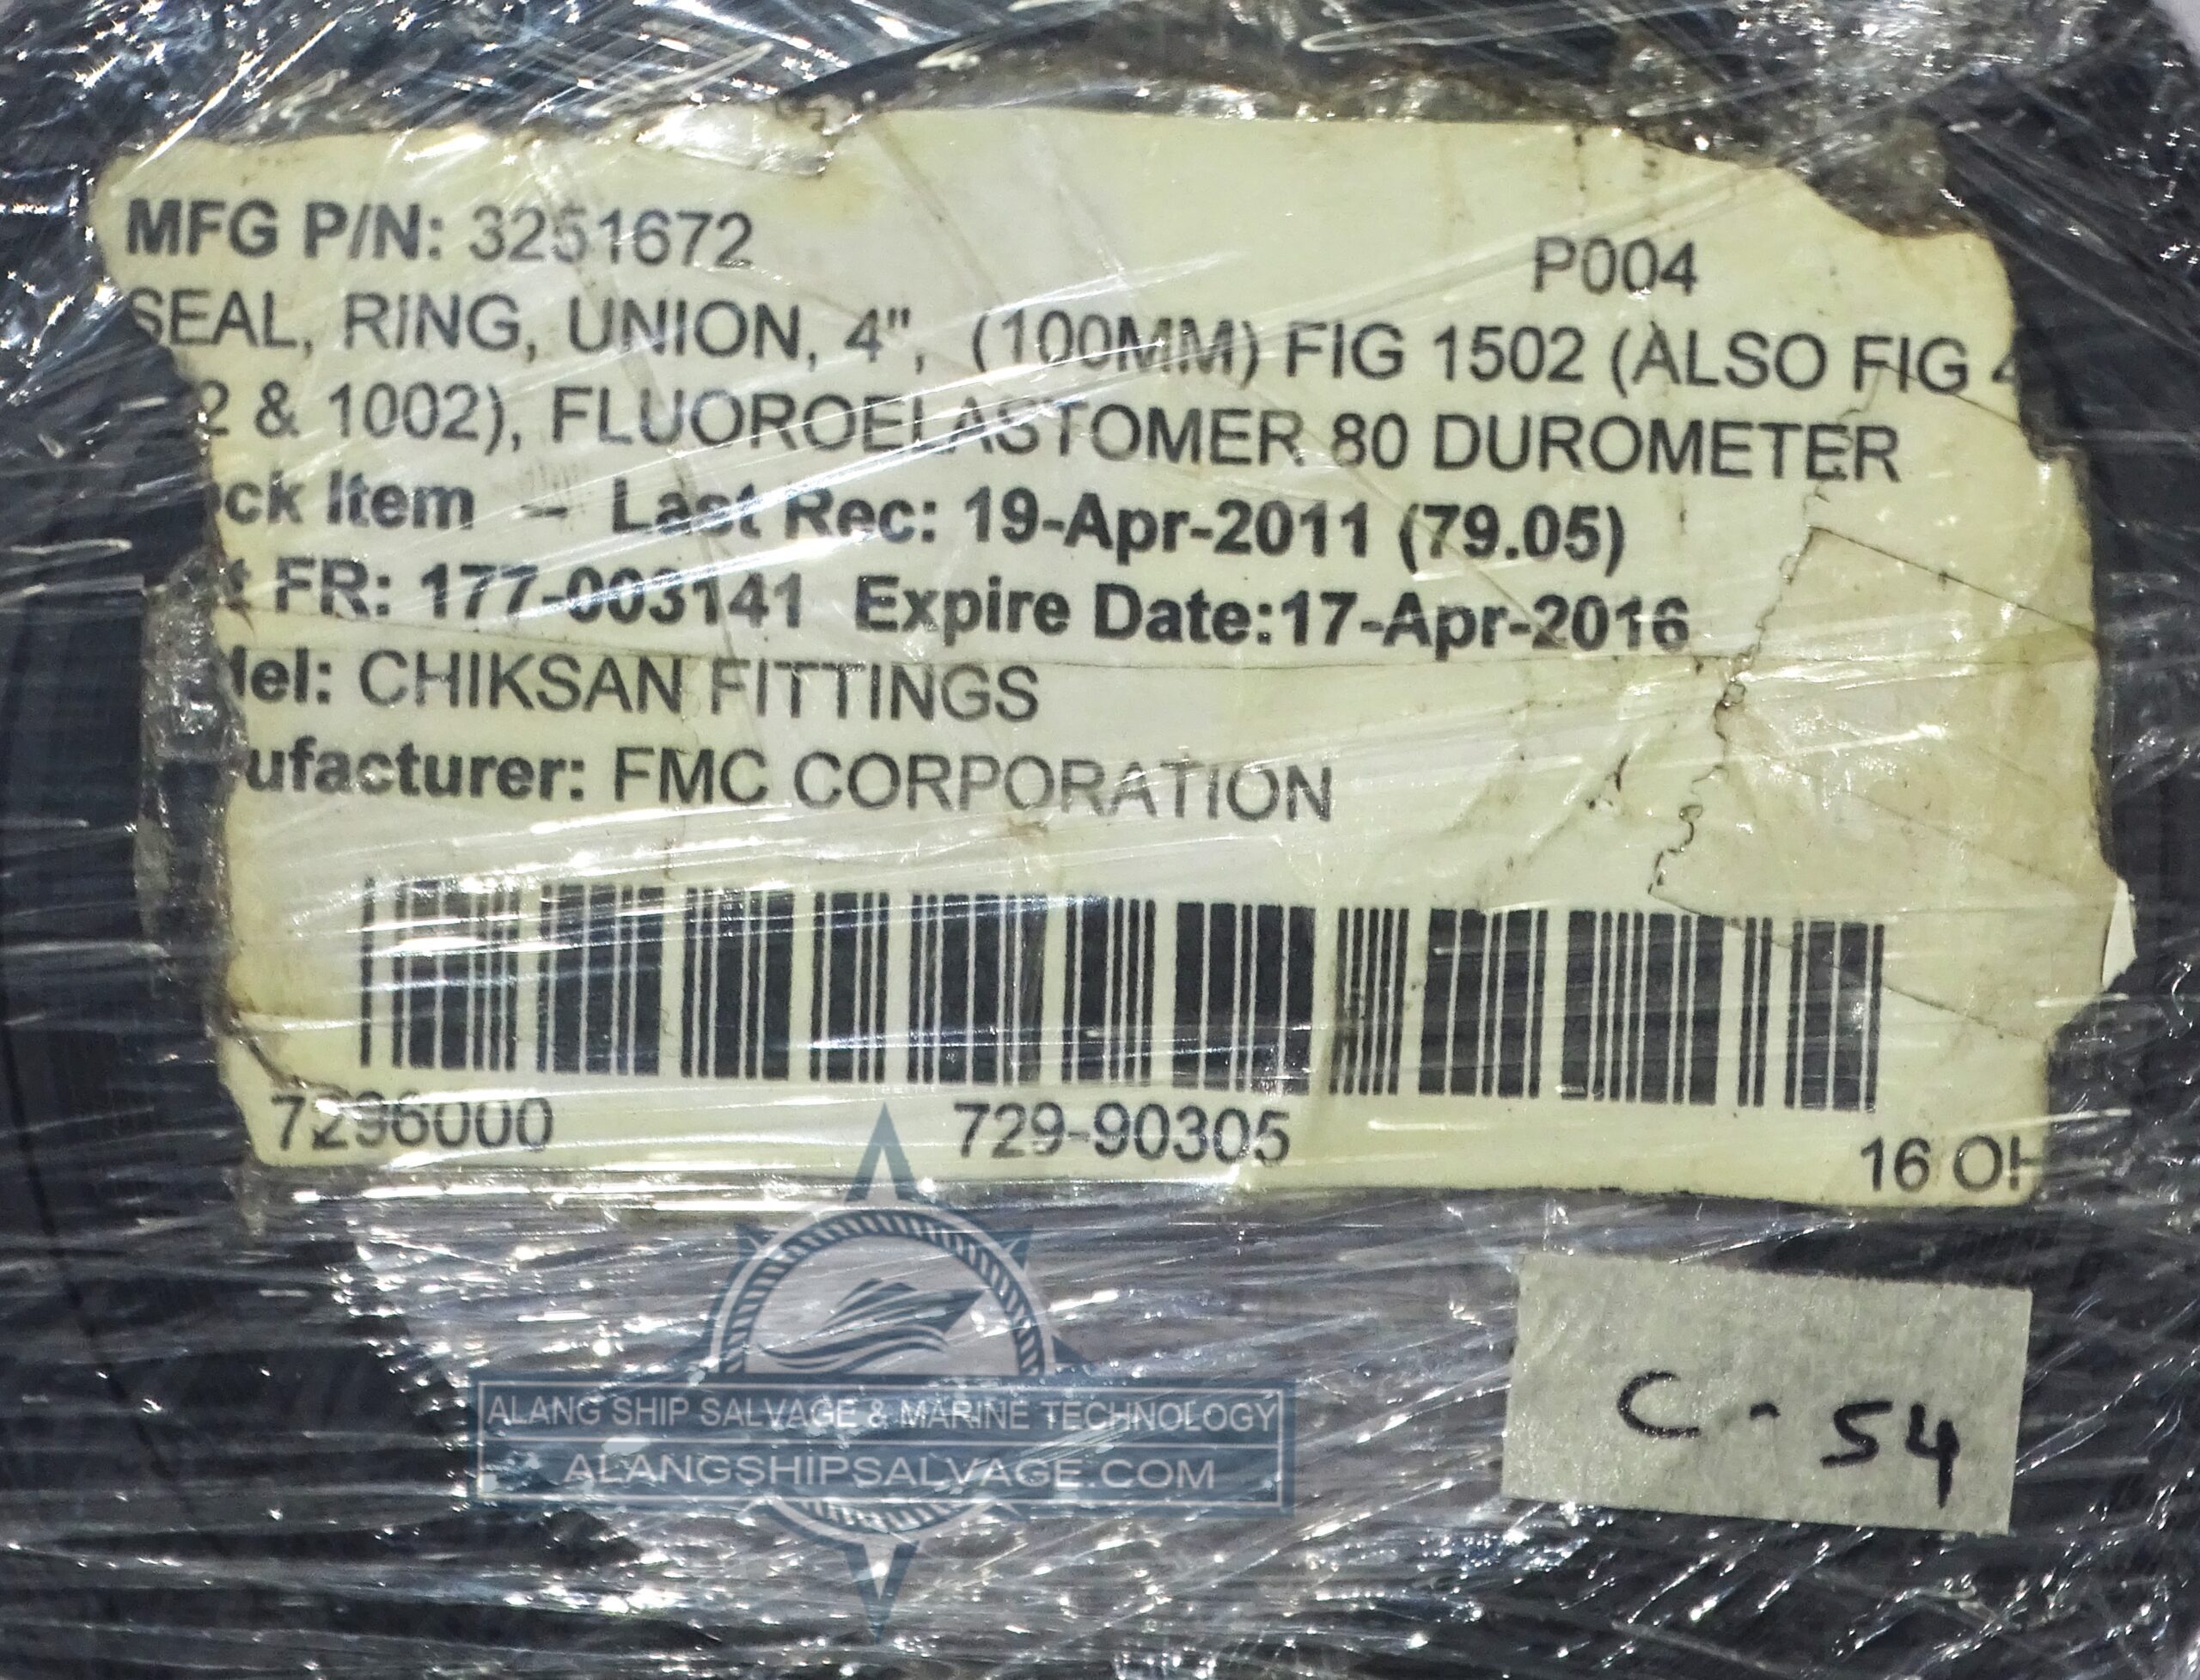 MFG P/N: 3251672
P004
SEAL, RING, UNION, 4", (100MM) FIG 1502 (ALSO FIG 4
2 & 1002), FLUOROELASTOMER 80 DUROMETER
ck Item - Last Rec: 19-Apr-2011 (79.05)
t FR: 177-003141 Expire Date:17-Apr-2016
del: CHIKSAN FITTINGS
ufacturer: FMC CORPORATION
7296000 729-90305 16 OH
ALANG SHIP SALVAGE & MARINE TECHNOLOGY
ALANGSHIPSALVAGE.COM
C - 54